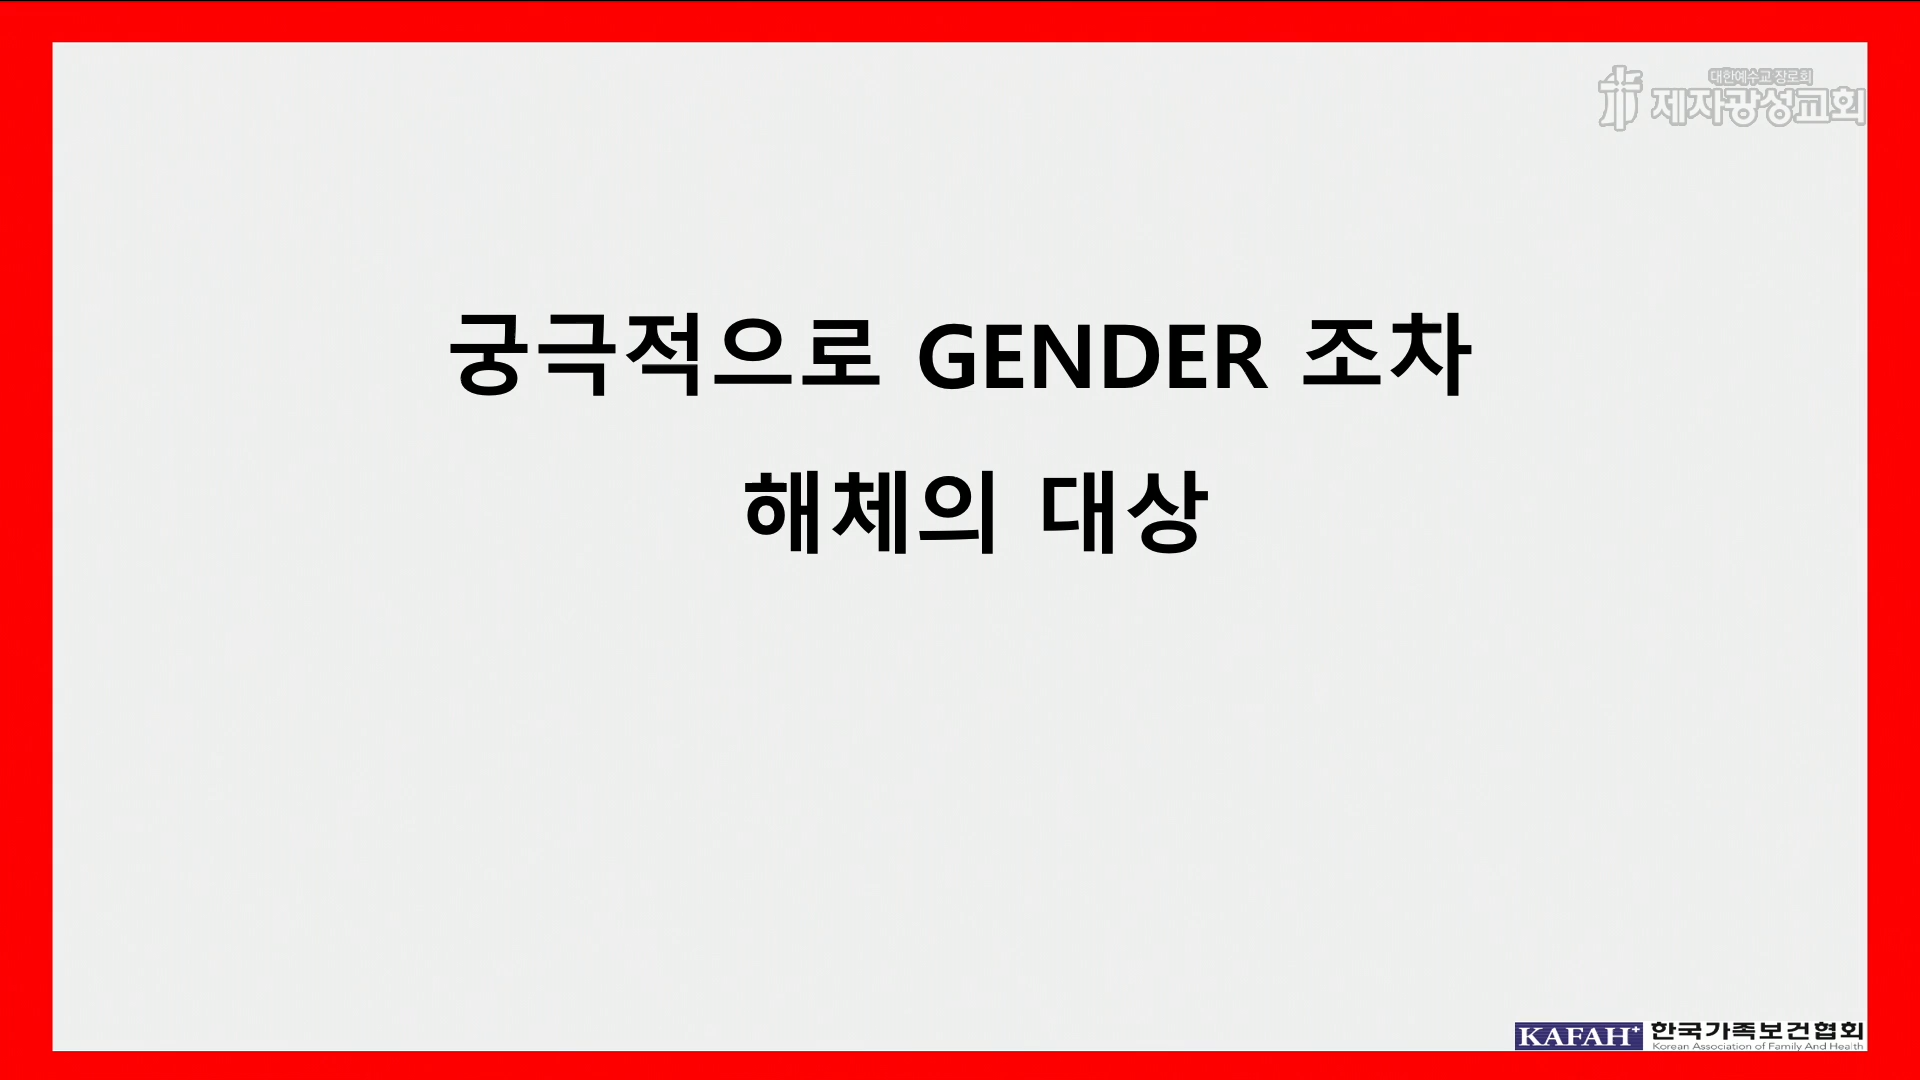 대한예수교 장로회
제자광성교회
궁극적으로 GENDER 조차
해체의 대상
KAFAH+ 한국가족보건협회
Korean Association of Family And Health